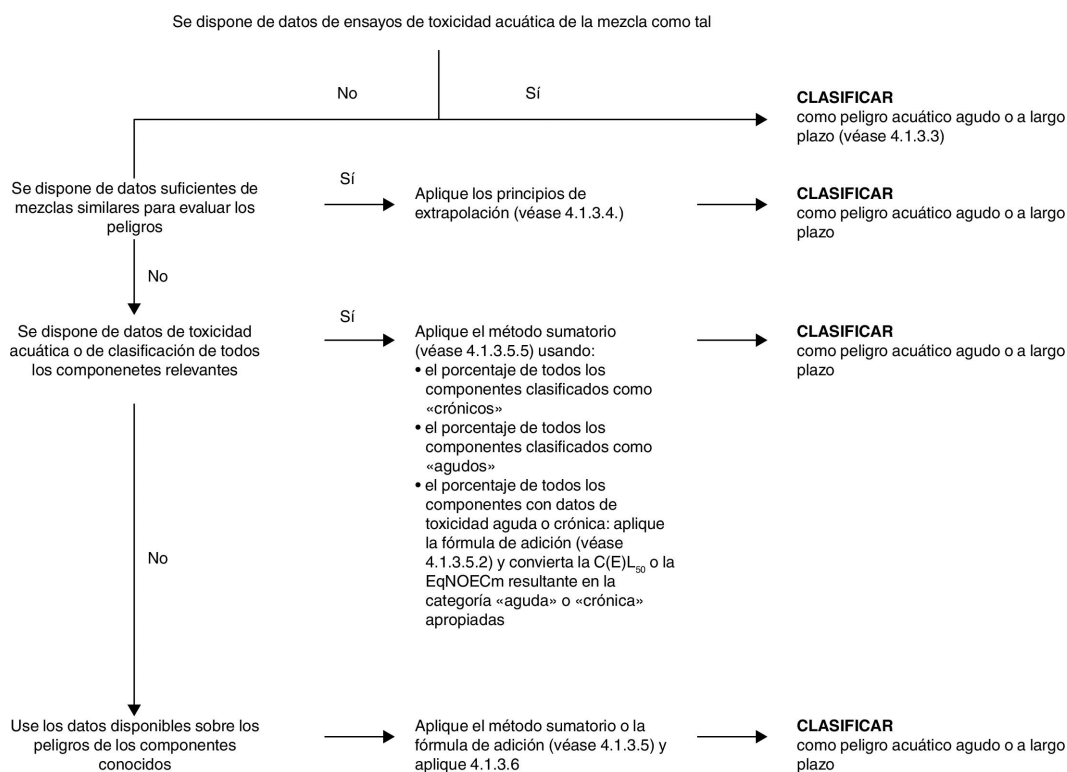 Se dispone de datos de ensayos de toxicidad acuática de la mezcla como tal
No
Sí
CLASIFICAR
como peligro acuático agudo o a largo
plazo (véase 4.1.3.3)
Se dispone de datos suficientes de
mezclas similares para evaluar los
peligros
Sí
Aplique los principios de
extrapolación (véase 4.1.3.4.)
CLASIFICAR
como peligro acuático agudo o a largo
plazo
No
Se dispone de datos de toxicidad
acuática o de clasificación de todos
los componenetes relevantes
Sí
Aplique el método sumatorio
(véase 4.1.3.5.5) usando:
• el porcentaje de todos los
componentes clasificados como
«crónicos»
• el porcentaje de todos los
componentes clasificados como
«agudos»
• el porcentaje de todos los
componentes con datos de
toxicidad aguda o crónica: aplique
la fórmula de adición (véase
4.1.3.5.2) y convierta la C(E)L50 o la
EqNOECm resultante en la
categoría «aguda» o «crónica»
apropiadas
CLASIFICAR
como peligro acuático agudo o a largo
plazo
No
Use los datos disponibles sobre los
peligros de los componentes
conocidos
Aplique el método sumatorio o la
fórmula de adición (véase 4.1.3.5) y
aplique 4.1.3.6
CLASIFICAR
como peligro acuático agudo o a largo
plazo